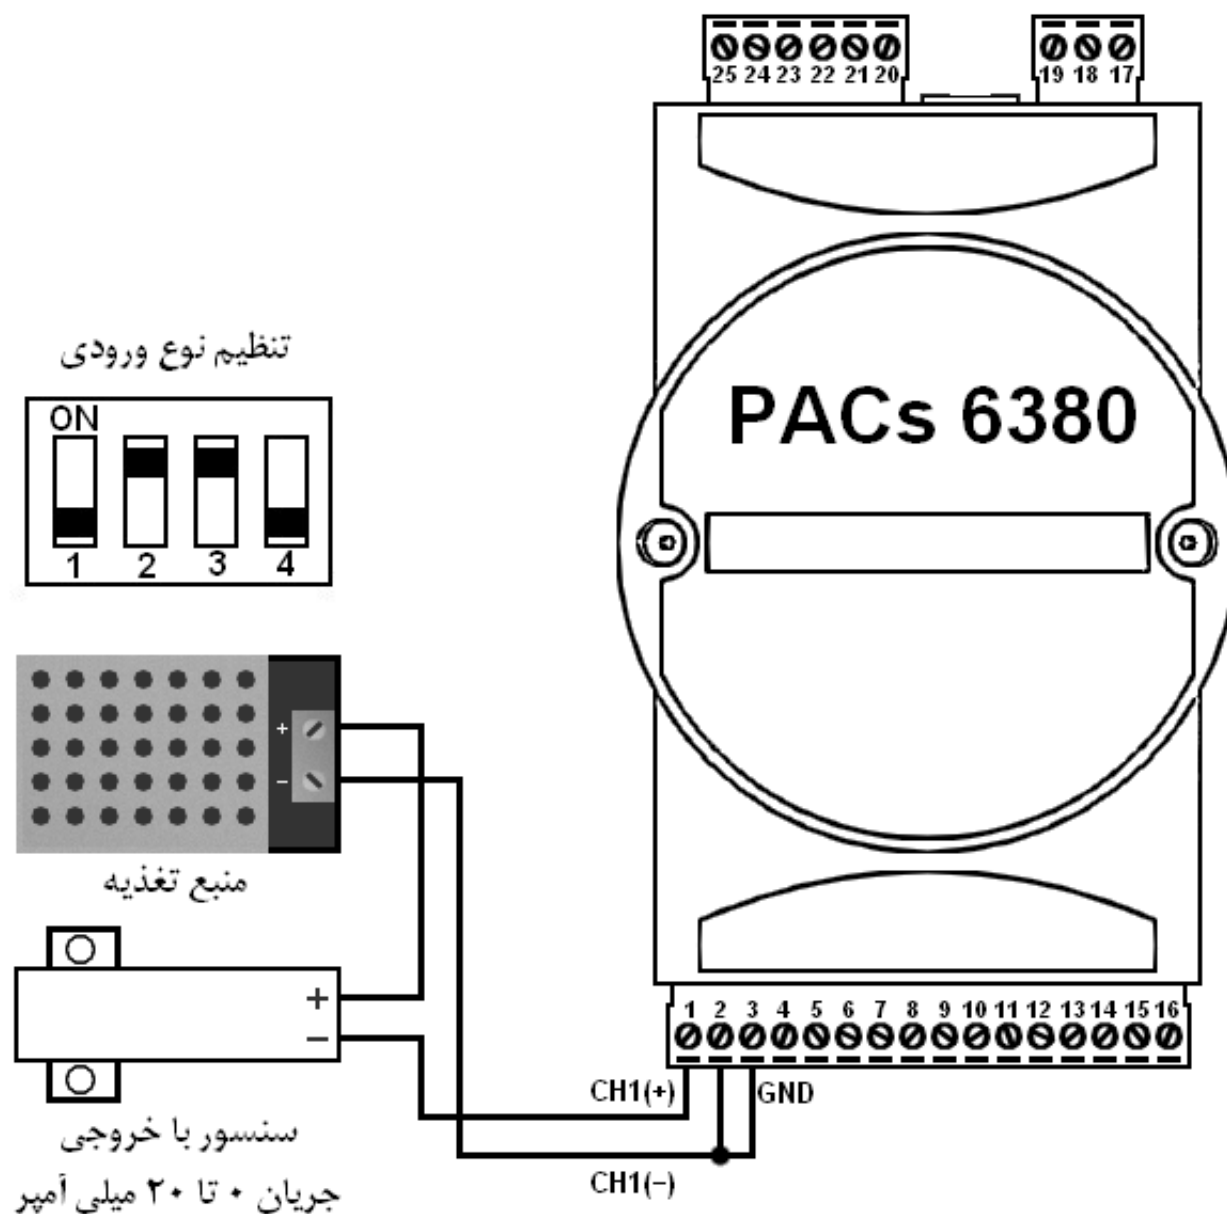 25 24 23 22 21 20
19 18 17
تنظیم نوع ورودی
ON
1 2 3 4
PACs 6380
+
−
منبع تغذیه
+
−
1 2 3 4 5 6 7 8 9 10 11 12 13 14 15 16
CH1(+)
GND
CH1(−)
سنسور با خروجی
جریان ۰ تا ۲۰ میلی آمپر